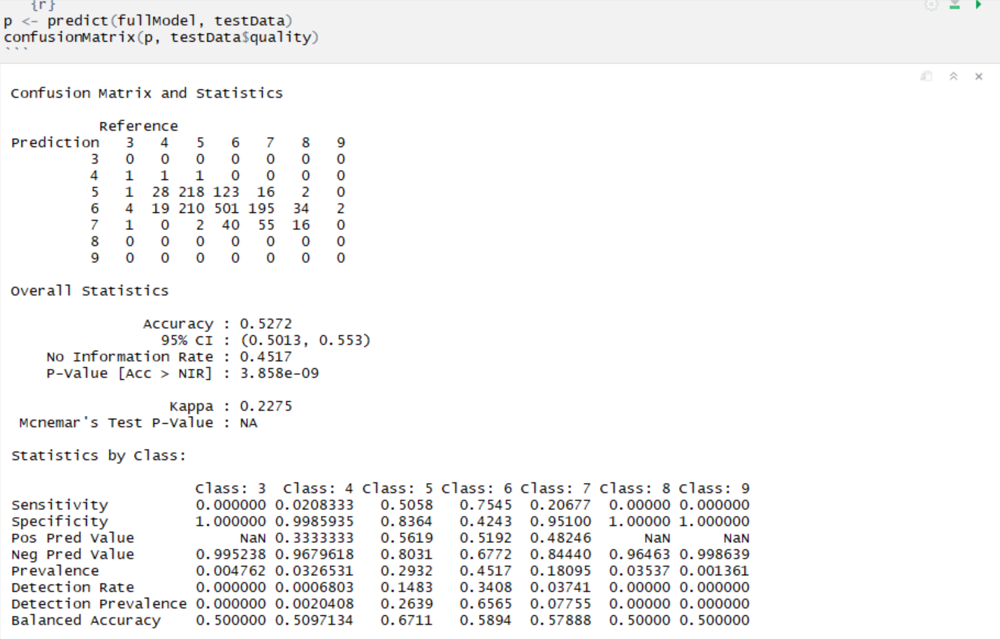 {r}
p <- predict(fullModel, testData)
confusionMatrix(p, testData$quality)
```
Confusion Matrix and Statistics
Reference
Prediction 3 4 5 6 7 8 9
3 0 0 0 0 0 0 0
4 1 1 1 0 0 0 0
5 1 28 218 123 16 2 0
6 4 19 210 501 195 34 2
7 1 0 2 40 55 16 0
8 0 0 0 0 0 0 0
9 0 0 0 0 0 0 0
Overall Statistics
Accuracy : 0.5272
95% CI : (0.5013, 0.553)
No Information Rate : 0.4517
P-Value [Acc > NIR] : 3.858e-09
Kappa : 0.2275
Mcnemar's Test P-Value : NA
Statistics by Class:
Class: 3 Class: 4 Class: 5 Class: 6 Class: 7 Class: 8 Class: 9
Sensitivity 0.000000 0.0208333 0.5058 0.7545 0.20677 0.00000 0.000000
Specificity 1.000000 0.9985935 0.8364 0.4243 0.95100 1.00000 1.000000
Pos Pred Value NaN 0.3333333 0.5619 0.5192 0.48246 NaN NaN
Neg Pred Value 0.995238 0.9679618 0.8031 0.6772 0.84440 0.96463 0.998639
Prevalence 0.004762 0.0326531 0.2932 0.4517 0.18095 0.03537 0.001361
Detection Rate 0.000000 0.0006803 0.1483 0.3408 0.03741 0.00000 0.000000
Detection Prevalence 0.000000 0.0020408 0.2639 0.6565 0.07755 0.00000 0.000000
Balanced Accuracy 0.500000 0.5097134 0.6711 0.5894 0.57888 0.50000 0.500000